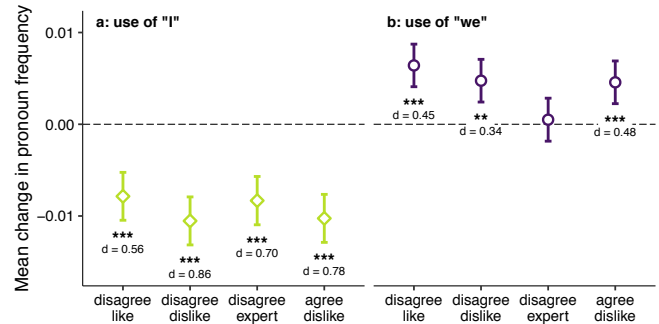 Mean change in pronoun frequency
0.01
0.00
−0.01
a: use of "I"
***
d = 0.56
***
d = 0.86
***
d = 0.70
***
d = 0.78
disagree
like
disagree
dislike
disagree
expert
agree
dislike
b: use of "we"
***
d = 0.45
**
d = 0.34
***
d = 0.48
disagree
like
disagree
dislike
disagree
expert
agree
dislike